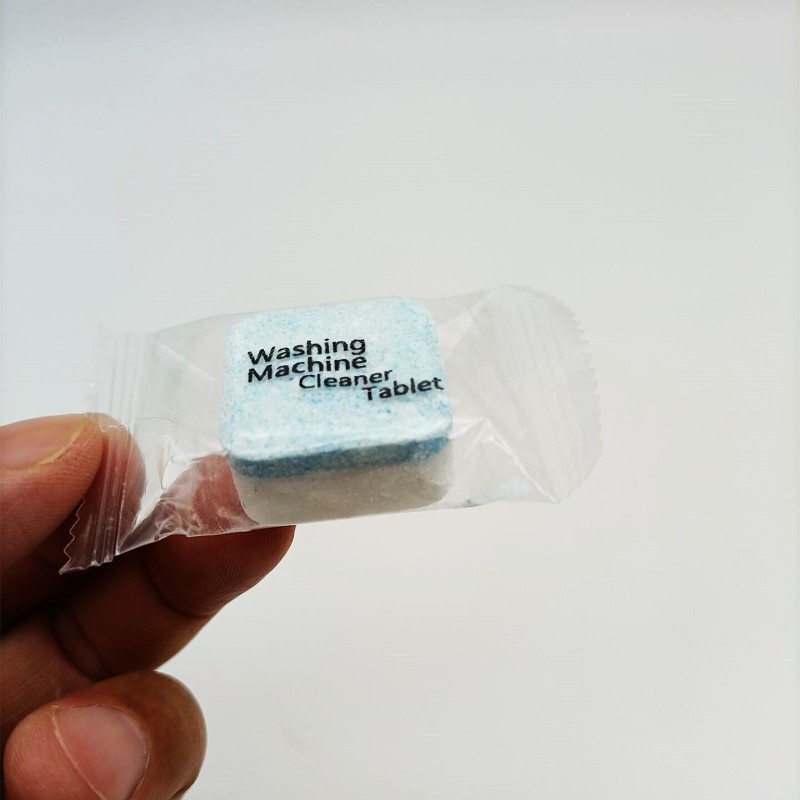 Washing
Machine
Cleaner
Tablet